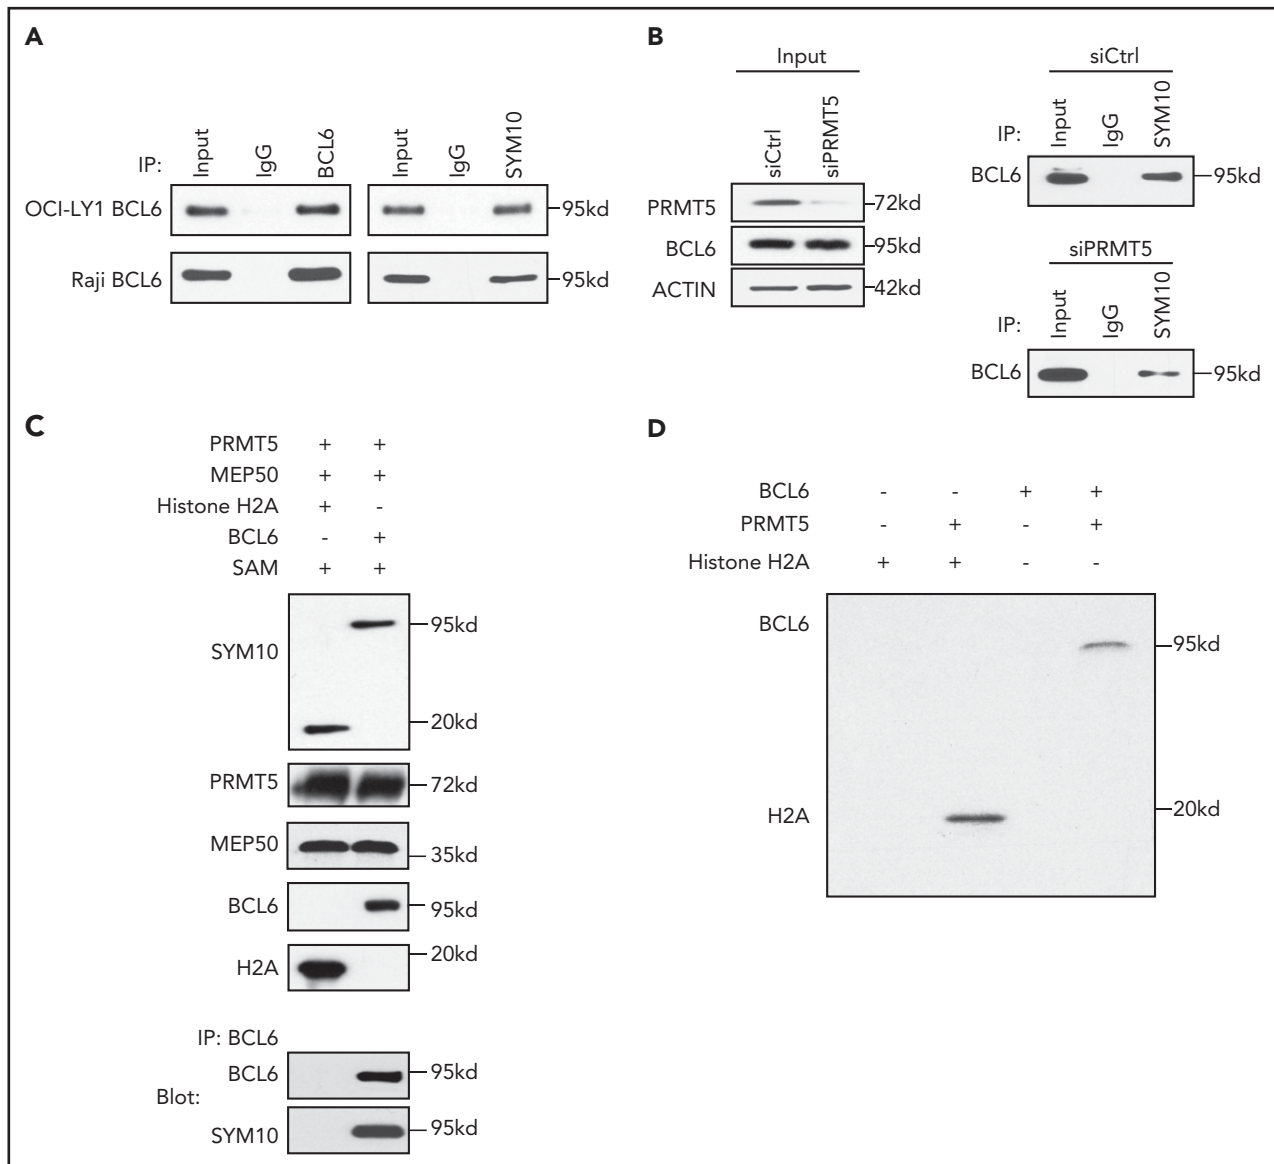 A
IP: Input IgG BCL6 Input IgG SYM10
OCI-LY1 BCL6 95kd
Raji BCL6 95kd
B
Input
siCtrl siPRMT5
PRMT5 72kd
BCL6 95kd
ACTIN 42kd
siCtrl
IP: Input IgG SYM10
BCL6 95kd
siPRMT5
IP: Input IgG SYM10
BCL6 95kd
C
PRMT5 + +
MEP50 + +
Histone H2A + -
BCL6 - +
SAM + +
SYM10 95kd
20kd
PRMT5 72kd
MEP50 35kd
BCL6 95kd
H2A 20kd
IP: BCL6
BCL6 95kd
Blot:
SYM10 95kd
D
BCL6 - - + +
PRMT5 - + - +
Histone H2A + + - -
BCL6 95kd
H2A 20kd